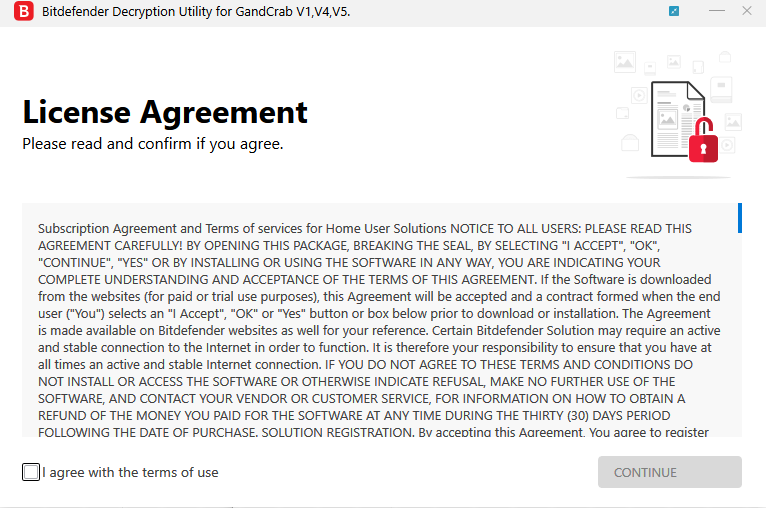 B Bitdefender Decryption Utility for GandCrab V1,V4,V5.
License Agreement
Please read and confirm if you agree.
Subscription Agreement and Terms of services for Home User Solutions NOTICE TO ALL USERS: PLEASE READ THIS
AGREEMENT CAREFULLY! BY OPENING THIS PACKAGE, BREAKING THE SEAL, BY SELECTING "I ACCEPT", "OK",
"CONTINUE", "YES" OR BY INSTALLING OR USING THE SOFTWARE IN ANY WAY, YOU ARE INDICATING YOUR
COMPLETE UNDERSTANDING AND ACCEPTANCE OF THE TERMS OF THIS AGREEMENT. If the Software is downloaded
from the websites (for paid or trial use purposes), this Agreement will be accepted and a contract formed when the end
user ("You") selects an "I Accept", "OK" or "Yes" button or box below prior to download or installation. The Agreement
is made available on Bitdefender websites as well for your reference. Certain Bitdefender Solution may require an active
and stable connection to the Internet in order to function. It is therefore your responsibility to ensure that you have at
all times an active and stable Internet connection. IF YOU DO NOT AGREE TO THESE TERMS AND CONDITIONS DO
NOT INSTALL OR ACCESS THE SOFTWARE OR OTHERWISE INDICATE REFUSAL, MAKE NO FURTHER USE OF THE
SOFTWARE, AND CONTACT YOUR VENDOR OR CUSTOMER SERVICE, FOR INFORMATION ON HOW TO OBTAIN A
REFUND OF THE MONEY YOU PAID FOR THE SOFTWARE AT ANY TIME DURING THE THIRTY (30) DAYS PERIOD
FOLLOWING THE DATE OF PURCHASE. SOLUTION REGISTRATION. By accepting this Agreement, You agree to register
I agree with the terms of use
CONTINUE